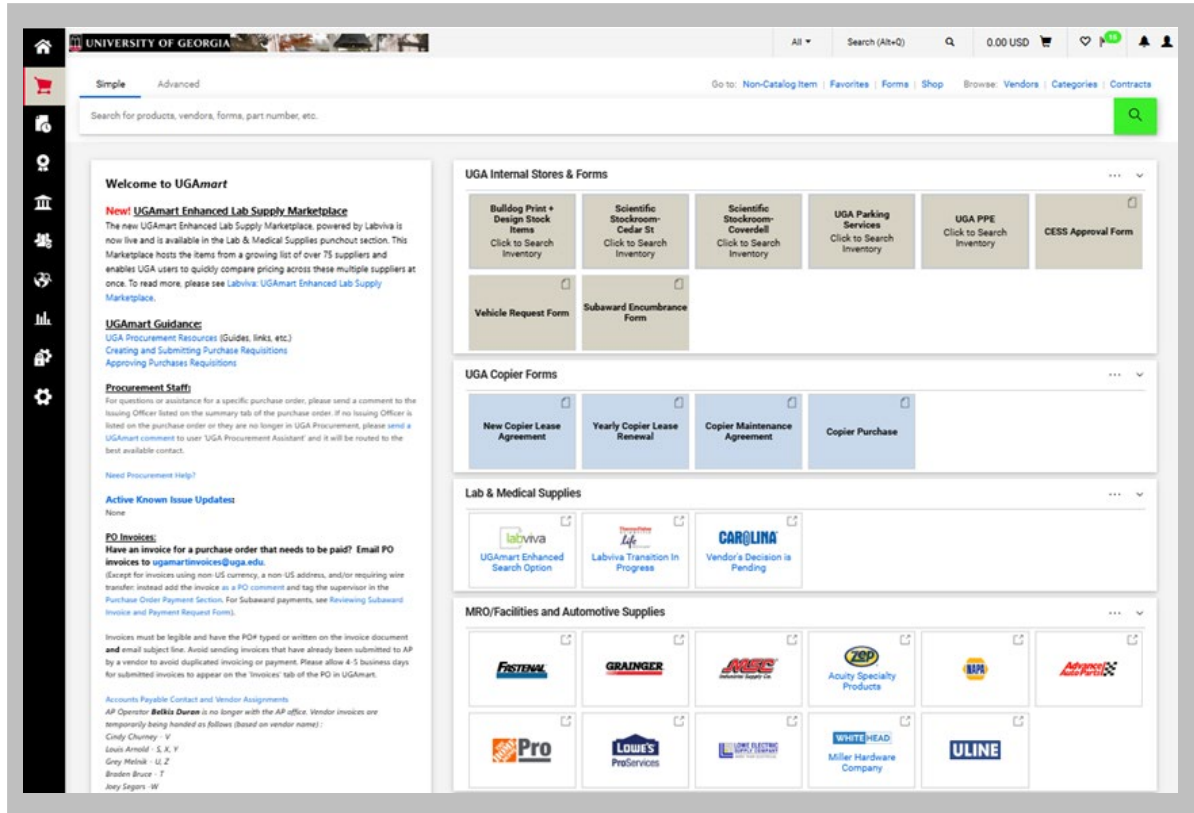 UNIVERSITY OF GEORGIA
All
Search (Alt+Q)
0.00 USD
Simple
Advanced
Go to: Non-Catalog Item | Favorites | Forms | Shop
Browse: Vendors | Categories | Contracts
Search for products, vendors, forms, part number, etc.
Welcome to UGAmart
New! UGAmart Enhanced Lab Supply Marketplace
The new UGAmart Enhanced Lab Supply Marketplace, powered by Labviva is
now live and is available in the Lab & Medical Supplies punchout section. This
Marketplace hosts the items from a growing list of over 75 suppliers and
enables UGA users to quickly compare pricing across these multiple suppliers at
once. To read more, please see Labviva: UGAmart Enhanced Lab Supply
Marketplace.
UGAmart Guidance:
UGA Procurement Resources (Guides, links, etc.)
Creating and Submitting Purchase Requisitions
Approving Purchases Requisitions
Procurement Staff:
For questions or assistance for a specific purchase order, please send a comment to the
Issuing Officer listed on the summary tab of the purchase order. If no Issuing Officer is
listed on the purchase order or they are no longer in UGA Procurement, please send a
UGAmart comment to user 'UGA Procurement Assistant' and it will be routed to the
best available contact.
Need Procurement Help?
Active Known Issue Updates:
None
PO Invoices:
Have an invoice for a purchase order that needs to be paid? Email PO
invoices to ugamartinvoices@uga.edu.
(Except for invoices using non-US currency, a non-US address, and/or requiring wire
transfer: instead add the invoice as a PO comment and tag the supervisor in the
Purchase Order Payment Section. For Subaward payments, see Reviewing Subaward
Invoice and Payment Request Form).
Invoices must be legible and have the PO# typed or written on the invoice document
and email subject line. Avoid sending invoices that have already been submitted to AP
by a vendor to avoid duplicated invoicing or payment. Please allow 4-5 business days
for submitted invoices to appear on the 'Invoices' tab of the PO in UGAmart.
Accounts Payable Contact and Vendor Assignments
AP Operator Belkis Duran is no longer with the AP office. Vendor invoices are
temporarily being handed as follows (based on vendor name) :
Cindy Churney - V
Louis Arnold - S, X, Y
Grey Melnik - U, Z
Braden Bruce - T
Joey Segars -W
UGA Internal Stores & Forms
Bulldog Print +
Design Stock
Items
Click to Search
Inventory
Scientific
Stockroom-
Cedar St
Click to Search
Inventory
Scientific
Stockroom-
Coverdell
Click to Search
Inventory
UGA Parking
Services
Click to Search
Inventory
UGA PPE
Click to Search
Inventory
CESS Approval Form
Vehicle Request Form
Subaward Encumbrance
Form
UGA Copier Forms
New Copier Lease
Agreement
Yearly Copier Lease
Renewal
Copier Maintenance
Agreement
Copier Purchase
Lab & Medical Supplies
labviva
UGAmart Enhanced
Search Option
Life
Labviva Transition In
Progress
CAROLINA
Vendor's Decision is
Pending
MRO/Facilities and Automotive Supplies
FASTENAL
GRAINGER
MSC
Industrial Supply Co.
Zep
Acuity Specialty
Products
NAPA
Advance
Auto Parts
Pro
LOWE'S
ProServices
LOWE ELECTRIC
SUPPLY COMPANY
WHITEHEAD
Miller Hardware
Company
ULINE